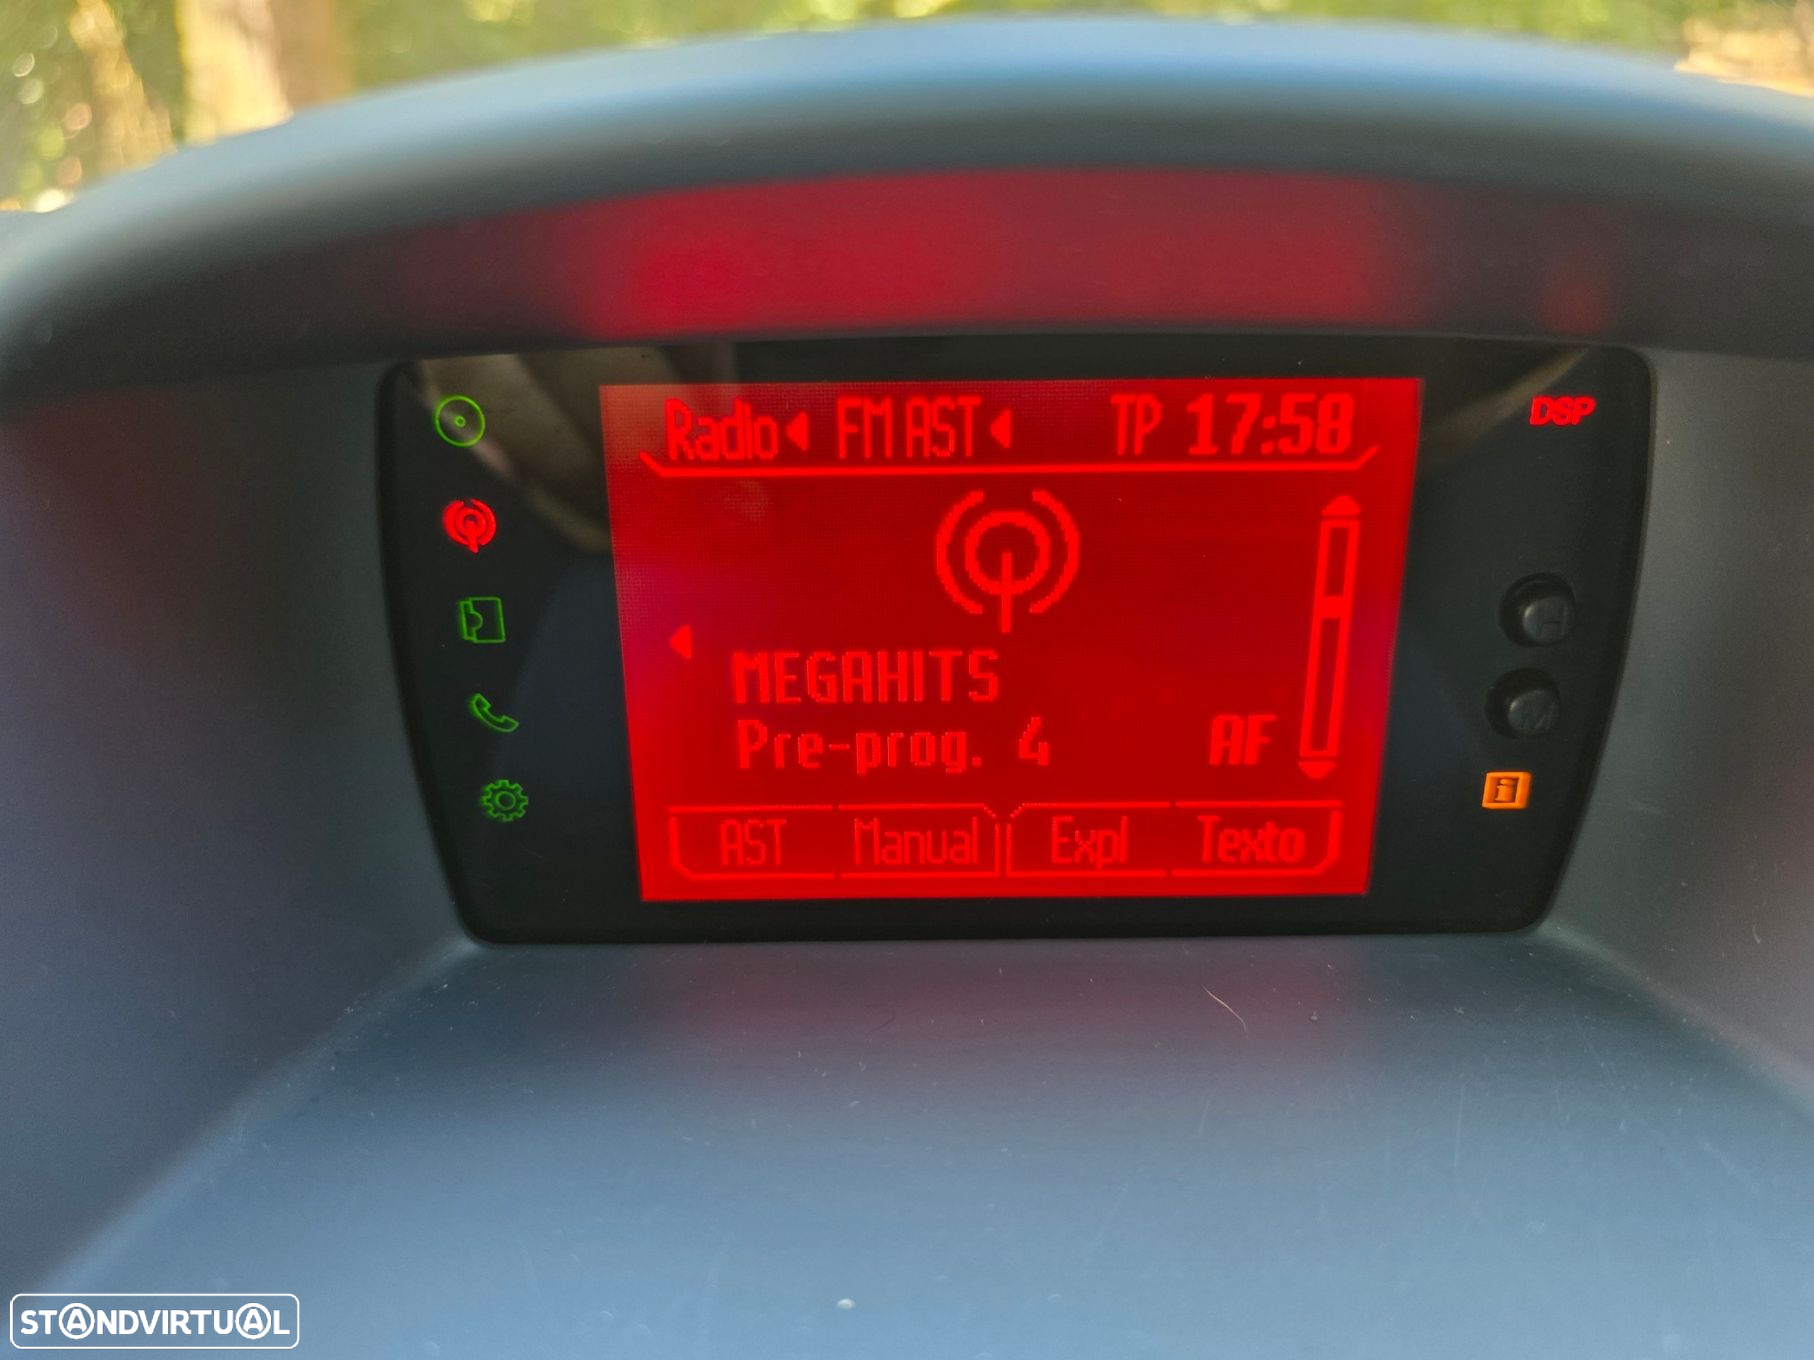 Radio FM AST TP 17:58
DSP
MEGAHITS
Pre-prog. 4 AF
H
M
i
AST Manual Expl Texto
STANDVIRTUAL